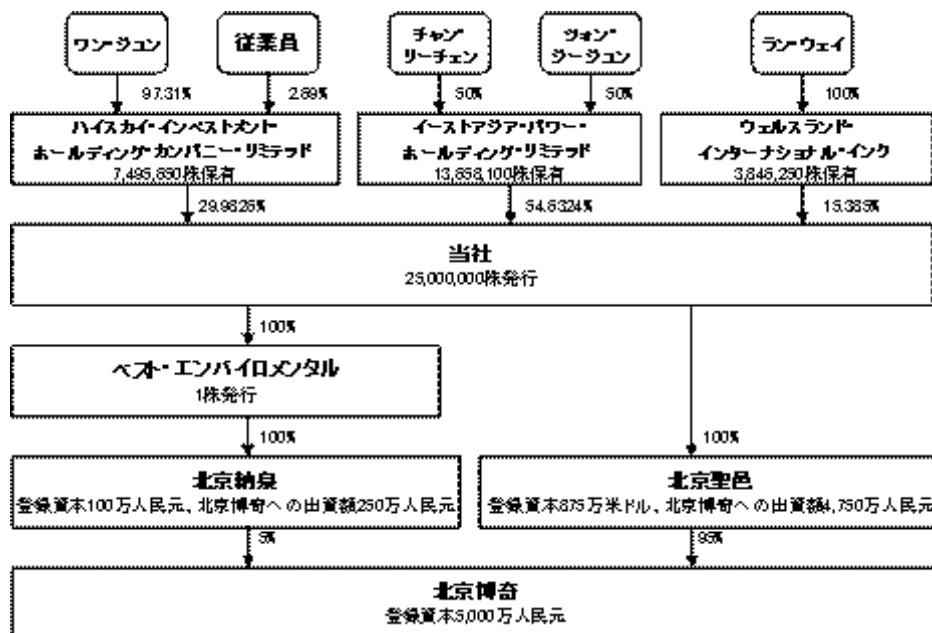 ワン・ジュン
従業員
チャン・
リーチェン
ツォン・
ジージュン
ラン・ウェイ
97.31%
2.69%
50%
50%
100%
ハイスカイ・インベストメント・
ホールディング・カンパニー・リミテッド
7,495,650株保有
イーストアジア・パワー・
ホールディング・リミテッド
13,658,100株保有
ウェルスランド・
インターナショナル・インク
3,846,250株保有
29.9826%
54.6324%
15.385%
当社
25,000,000株発行
100%
ベスト・エンバイロメンタル
1株発行
100%
100%
北京納泉
登録資本100万人民元、北京博奇への出資額250万人民元
北京聖邑
登録資本875万米ドル、北京博奇への出資額4,750万人民元
5%
95%
北京博奇
登録資本5,000万人民元